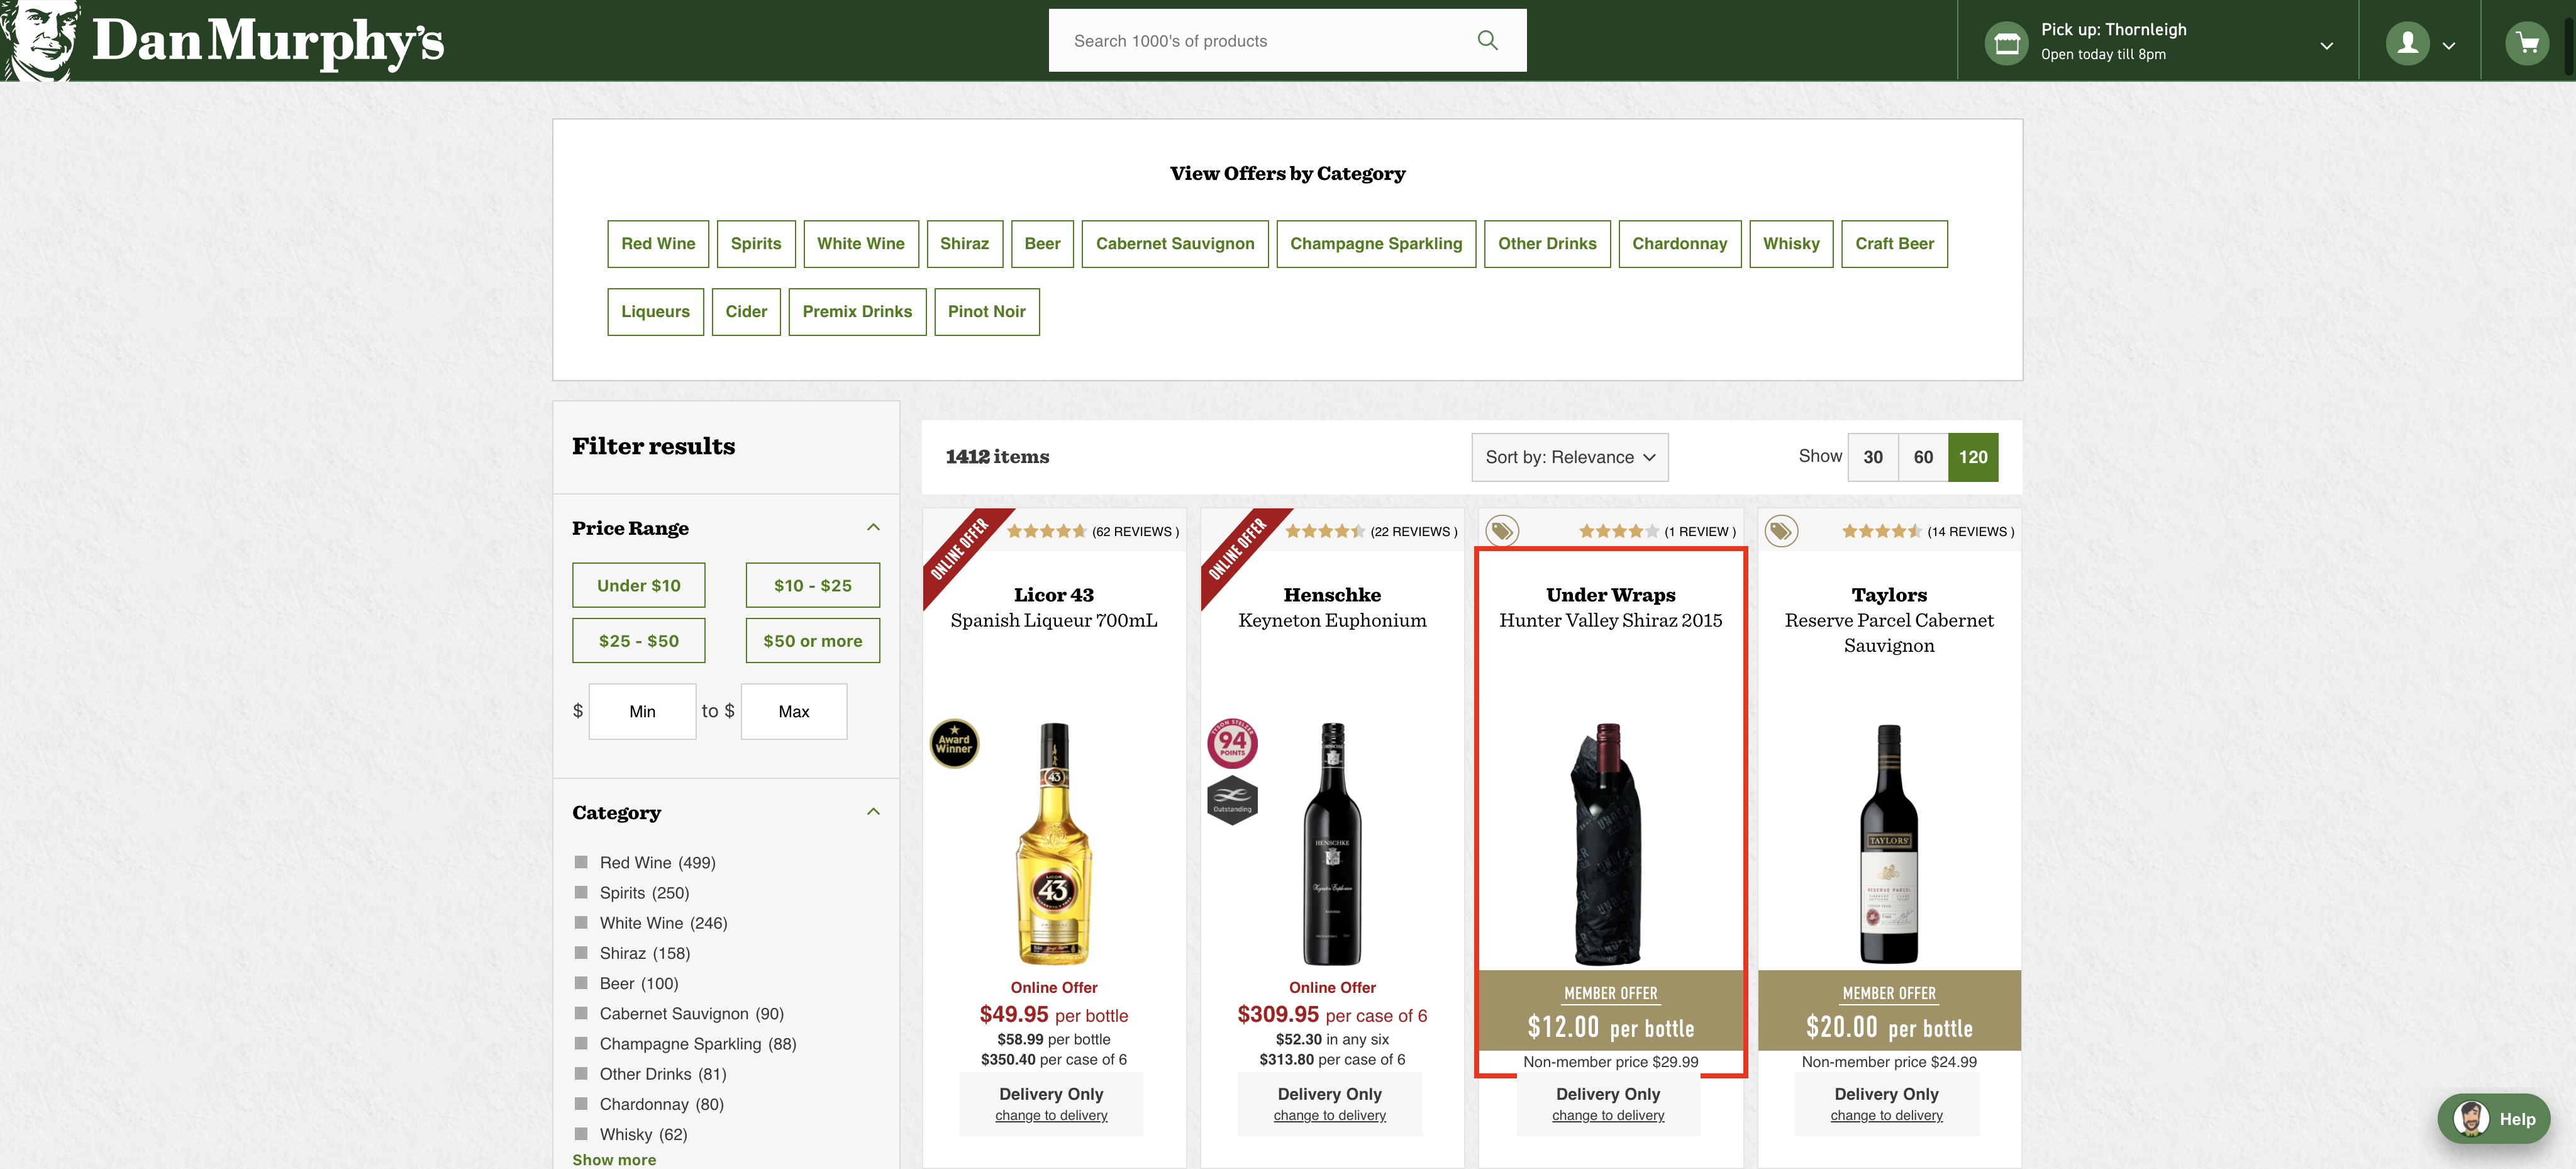 Dan Murphy's
Search 1000's of products
Pick up: Thornleigh
Open today till 8pm
View Offers by Category
Red Wine Spirits White Wine Shiraz Beer Cabernet Sauvignon Champagne Sparkling Other Drinks Chardonnay Whisky Craft Beer
Liqueurs Cider Premix Drinks Pinot Noir
Filter results
Price Range
Under $10 $10 - $25
$25 - $50 $50 or more
$ Min to $ Max
Category
Red Wine (499)
Spirits (250)
White Wine (246)
Shiraz (158)
Beer (100)
Cabernet Sauvignon (90)
Champagne Sparkling (88)
Other Drinks (81)
Chardonnay (80)
Whisky (62)
Show more
1412 items
Sort by: Relevance
Show 30 60 120
ONLINE OFFER
(62 REVIEWS )
Licor 43
Spanish Liqueur 700mL
Award
Winner
43
LICOR
43
Online Offer
$49.95 per bottle
$58.99 per bottle
$350.40 per case of 6
Delivery Only
change to delivery
ONLINE OFFER
(22 REVIEWS )
Henschke
Keyneton Euphonium
94
POINTS
Outstanding
HENSCHKE
Online Offer
$309.95 per case of 6
$52.30 in any six
$313.80 per case of 6
Delivery Only
change to delivery
(1 REVIEW )
Under Wraps
Hunter Valley Shiraz 2015
MEMBER OFFER
$12.00 per bottle
Non-member price $29.99
Delivery Only
change to delivery
(14 REVIEWS )
Taylors
Reserve Parcel Cabernet
Sauvignon
TAYLORS
RESERVE PARCEL
MEMBER OFFER
$20.00 per bottle
Non-member price $24.99
Delivery Only
change to delivery
Help